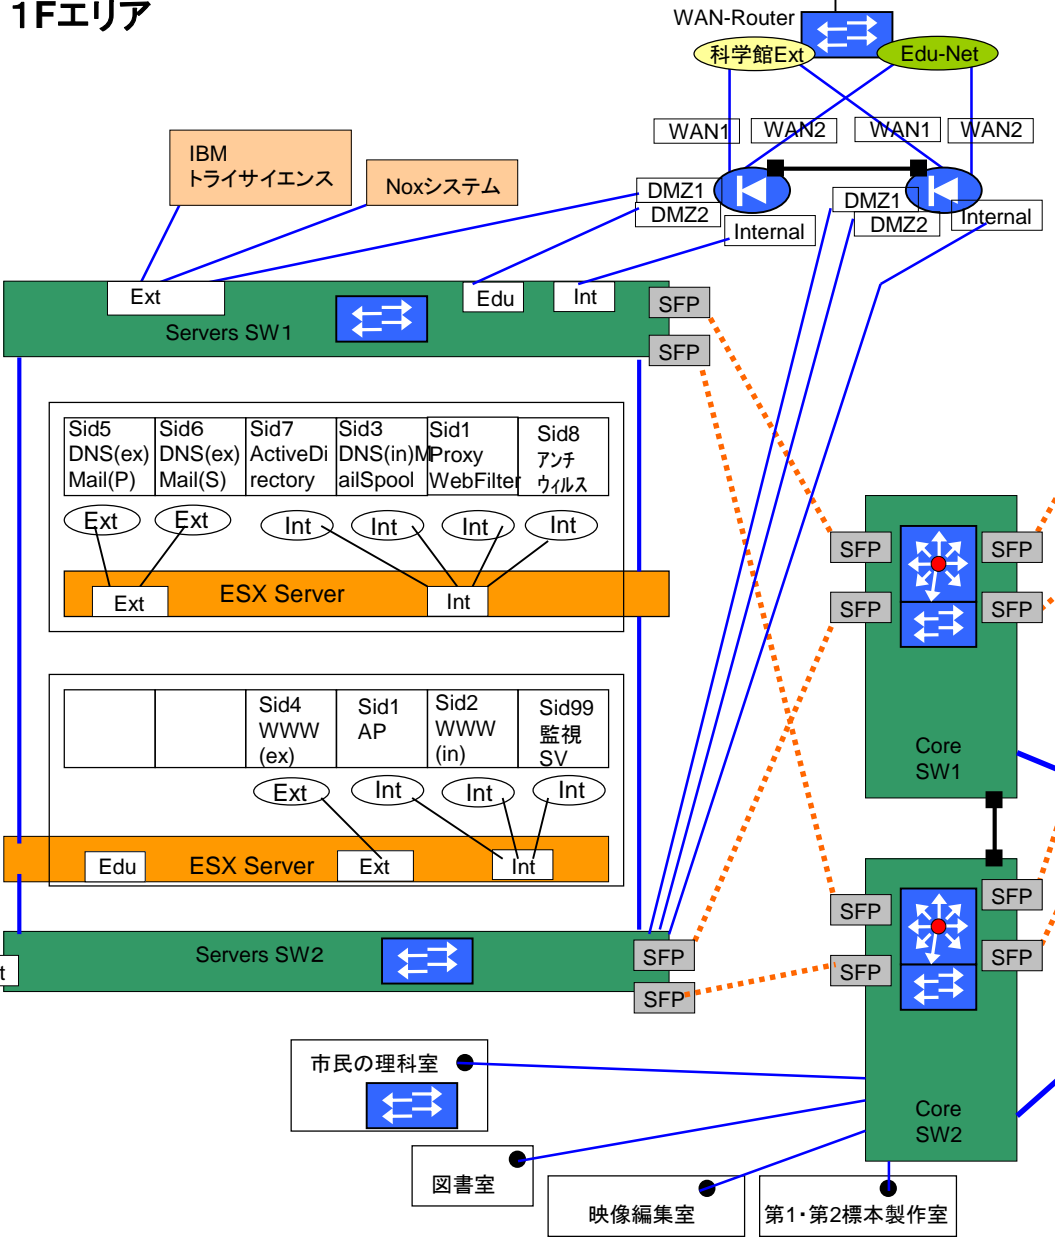 1Fエリア
WAN-Router
科学館Ext
Edu-Net
WAN1
WAN2
WAN1
WAN2
IBM
トライサイエンス
Noxシステム
DMZ1
DMZ2
Internal
DMZ1
DMZ2
Internal
Ext
Edu
Int
SFP
Servers SW1
SFP
Sid5
DNS(ex)
Mail(P)
Sid6
DNS(ex)
Mail(S)
Sid7
ActiveDi
rectory
Sid3
DNS(in)M
ailSpool
Sid1
Proxy
WebFilter
Sid8
アンチ
ウィルス
Ext
Ext
Int
Int
Int
Int
ESX Server
Ext
Int
SFP
SFP
SFP
SFP
Core
SW1
Sid4
WWW
(ex)
Sid1
AP
Sid2
WWW
(in)
Sid99
監視
SV
Ext
Int
Int
Int
Edu
ESX Server
Ext
Int
SFP
SFP
SFP
SFP
Servers SW2
SFP
SFP
t
Core
SW2
市民の理科室
図書室
映像編集室
第1・第2標本製作室